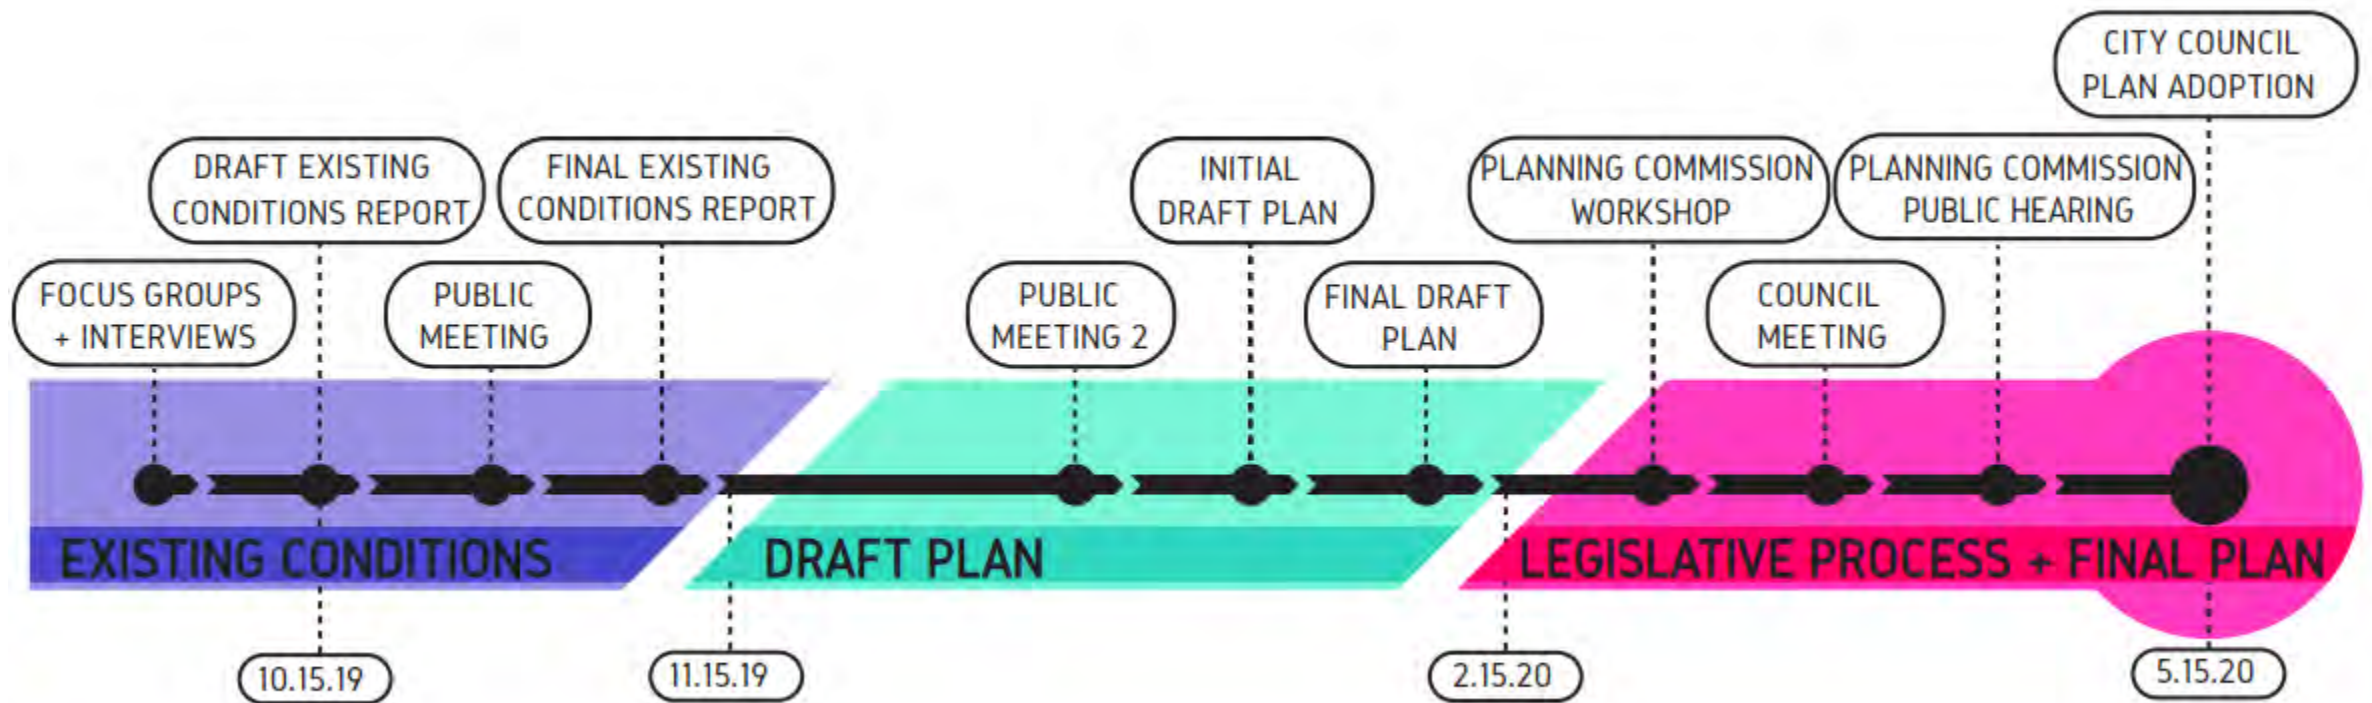 CITY COUNCIL
PLAN ADOPTION
DRAFT EXISTING
CONDITIONS REPORT
FINAL EXISTING
CONDITIONS REPORT
INITIAL
DRAFT PLAN
PLANNING COMMISSION
WORKSHOP
PLANNING COMMISSION
PUBLIC HEARING
FOCUS GROUPS
+ INTERVIEWS
PUBLIC
MEETING
PUBLIC
MEETING 2
FINAL DRAFT
PLAN
COUNCIL
MEETING
EXISTING CONDITIONS
DRAFT PLAN
LEGISLATIVE PROCESS + FINAL PLAN
10.15.19
11.15.19
2.15.20
5.15.20